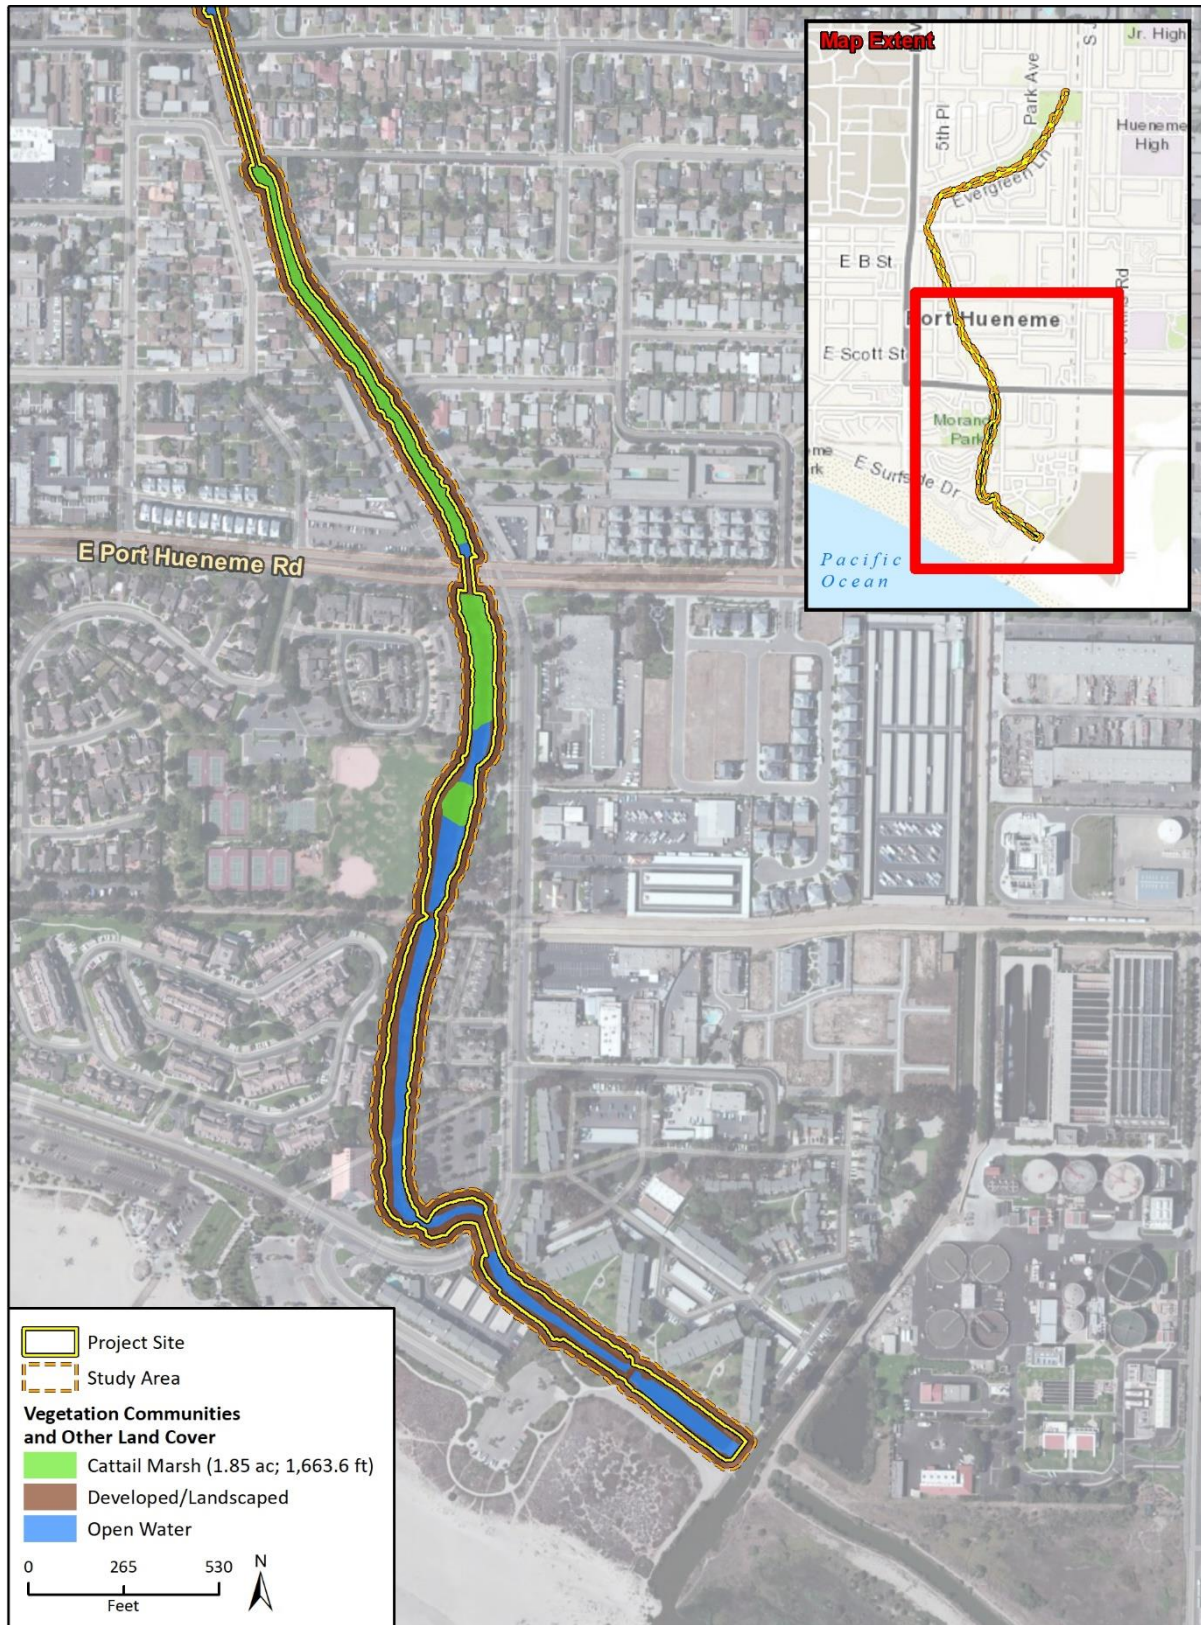 Map Extent
Jr. High
Park Ave
5th Pl
Hueneme
High
Evergreen Ln
E B St
Port Hueneme
E Scott St
Moranda
Park
E Surfside Dr
Pacific
Ocean
E Port Hueneme Rd
Project Site
Study Area
Vegetation Communities
and Other Land Cover
Cattail Marsh (1.85 ac; 1,663.6 ft)
Developed/Landscaped
Open Water
0 265 530
Feet
N